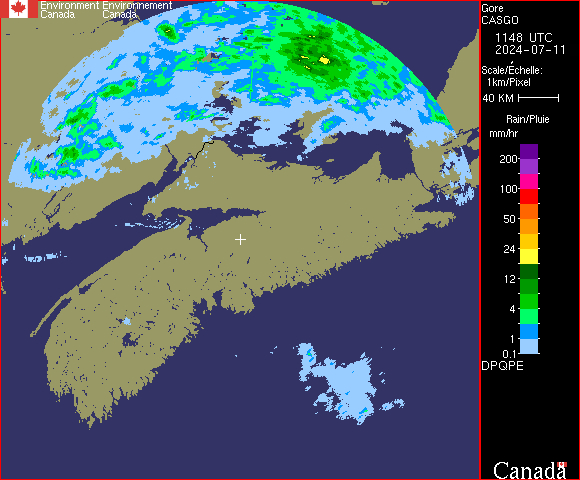 Environment Environnement
Canada Canada
Gore
CASGO
1148 UTC
2024-07-11
Scale/Échelle:
1km/Pixel
40 KM
Rain/Pluie
mm/hr
200
100
50
24
12
4
1
0.1
DPQPE
Canada